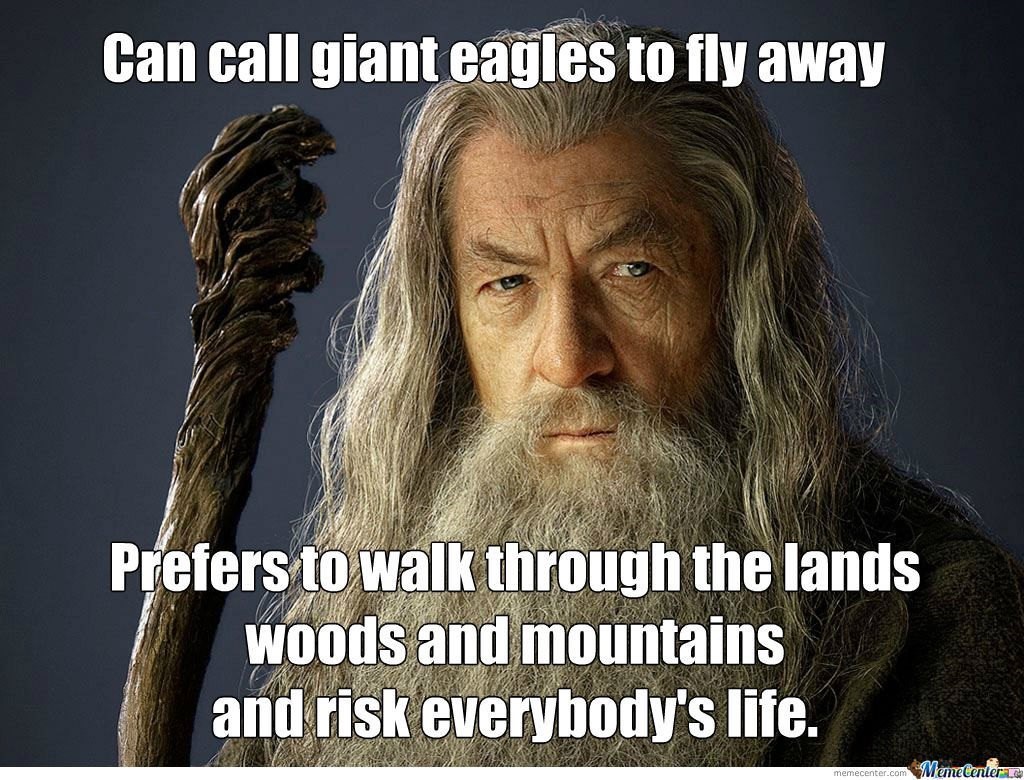 Can call giant eagles to fly away
Prefers to walk through the lands
woods and mountains
and risk everybody's life.
memecenter.com MemeCenter